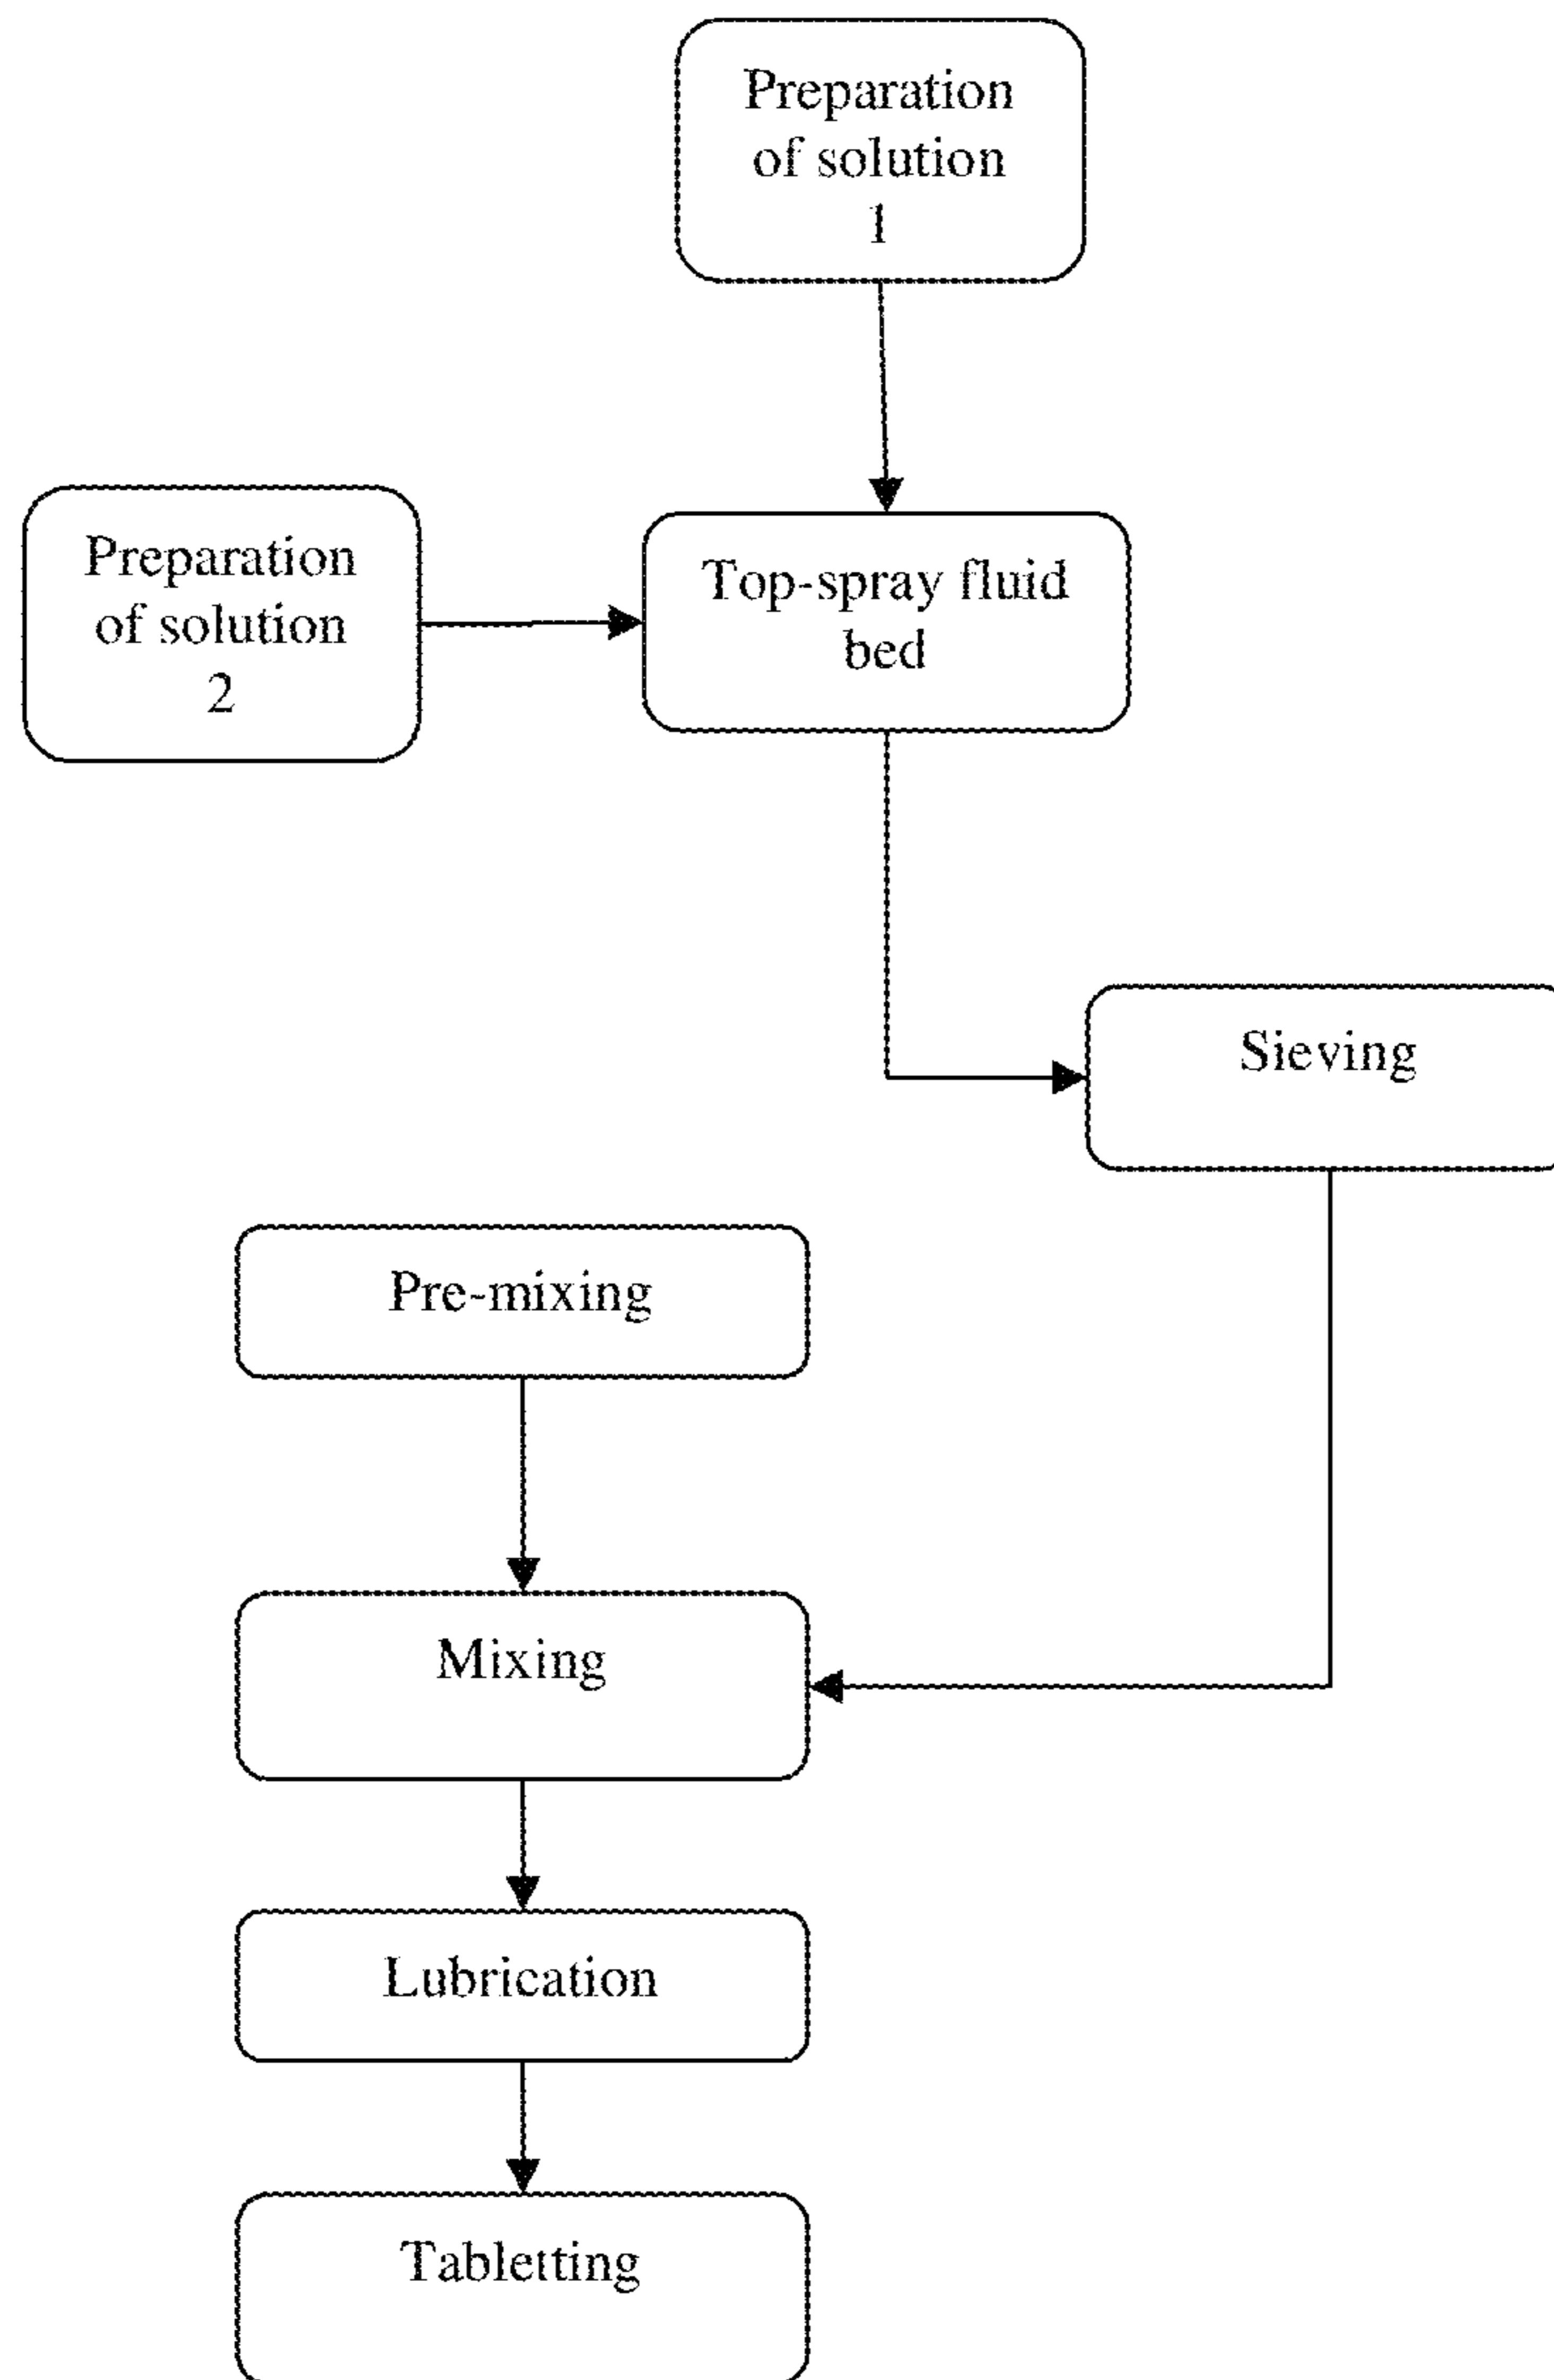 Preparation
of solution
1
Preparation
of solution
2
Top-spray fluid
bed
Sieving
Pre-mixing
Mixing
Lubrication
Tabletting